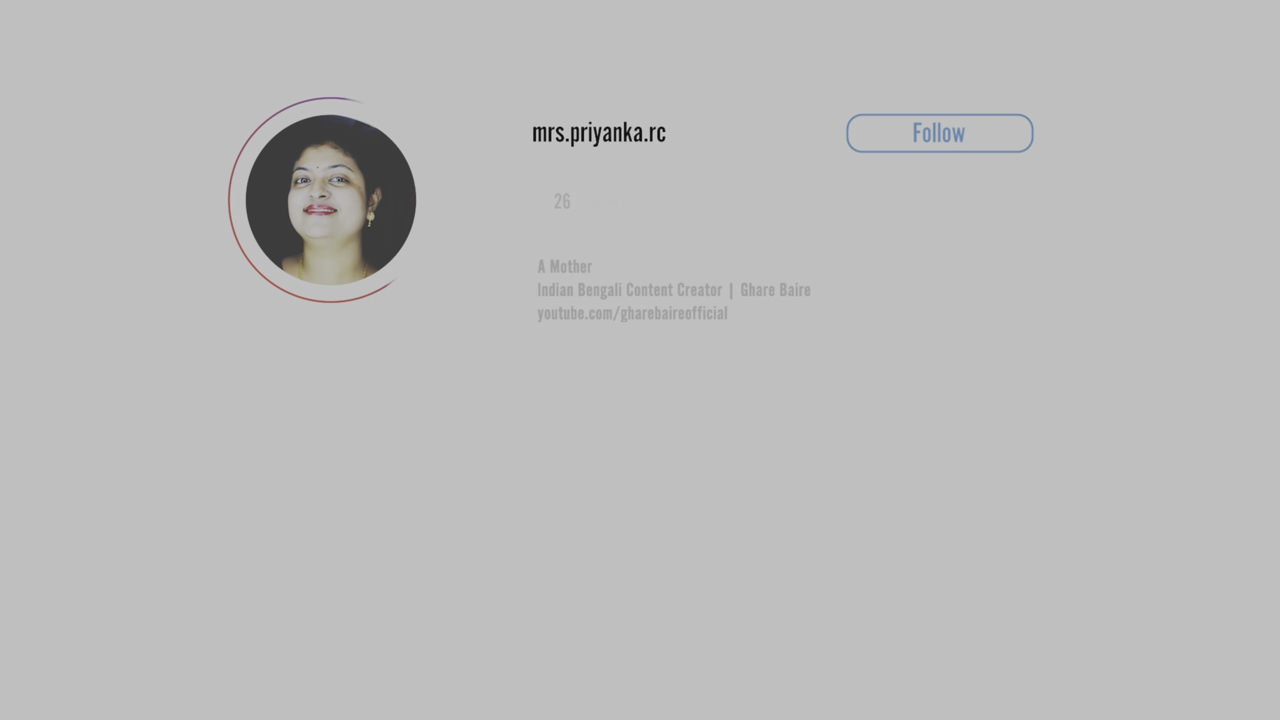 mrs.priyanka.rc
Follow
26
A Mother
Indian Bengali Content Creator | Ghare Baire
youtube.com/gharebaireofficial